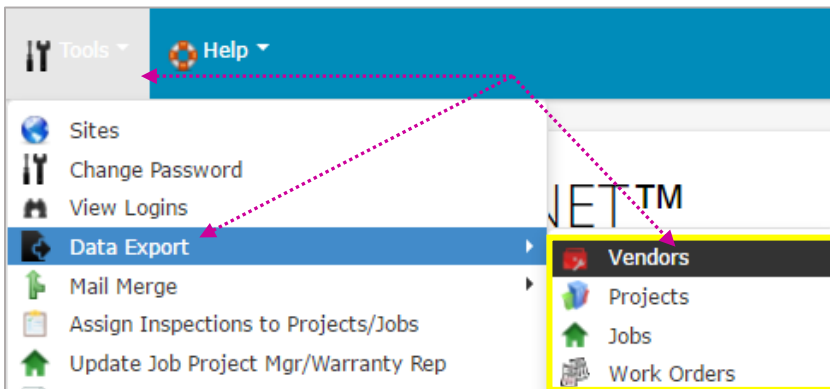 Tools Help
Sites
Change Password
View Logins
NET™
Data Export
Vendors
Mail Merge
Projects
Assign Inspections to Projects/Jobs
Jobs
Update Job Project Mgr/Warranty Rep
Work Orders